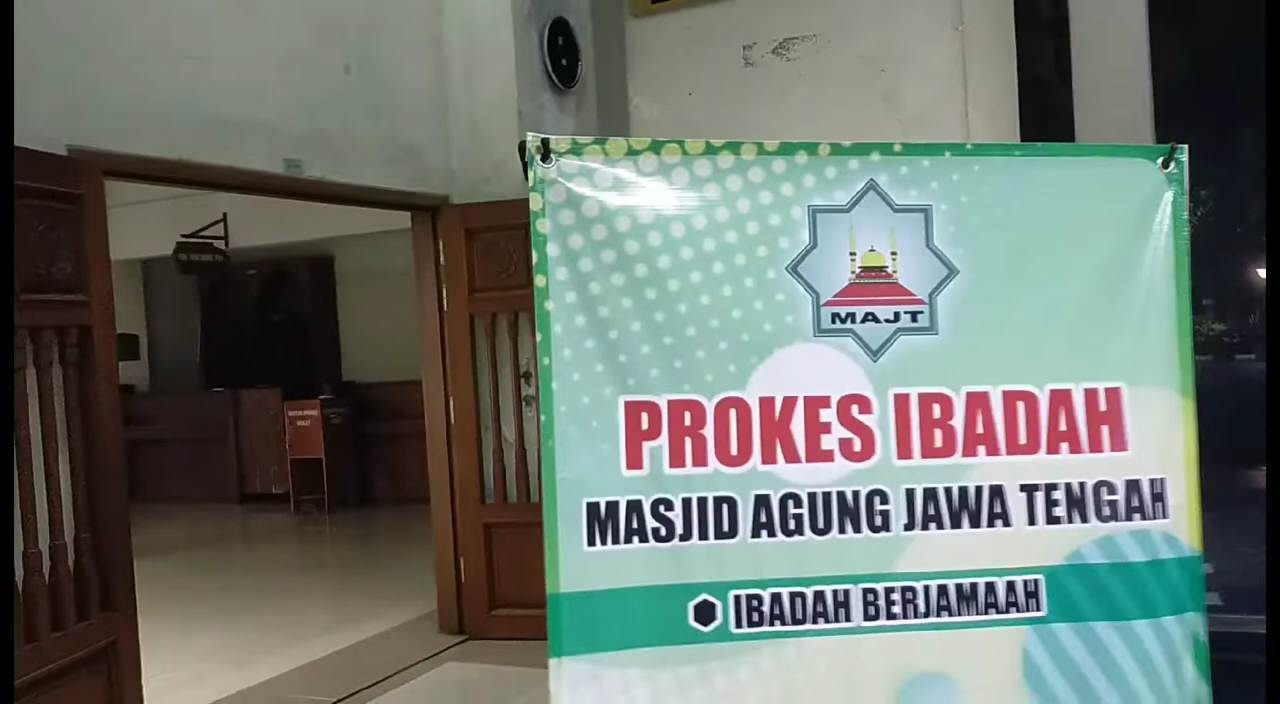 MAJT
PROKES IBADAH
MASJID AGUNG JAWA TENGAH
IBADAH BERJAMAAH